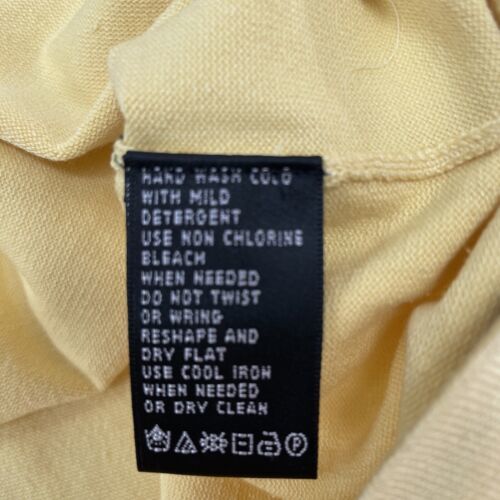 HAND WASH COLD
WITH MILD
DETERGENT
USE NON CHLORINE
BLEACH
WHEN NEEDED
DO NOT TWIST
OR WRING
RESHAPE AND
DRY FLAT
USE COOL IRON
WHEN NEEDED
OR DRY CLEAN
P